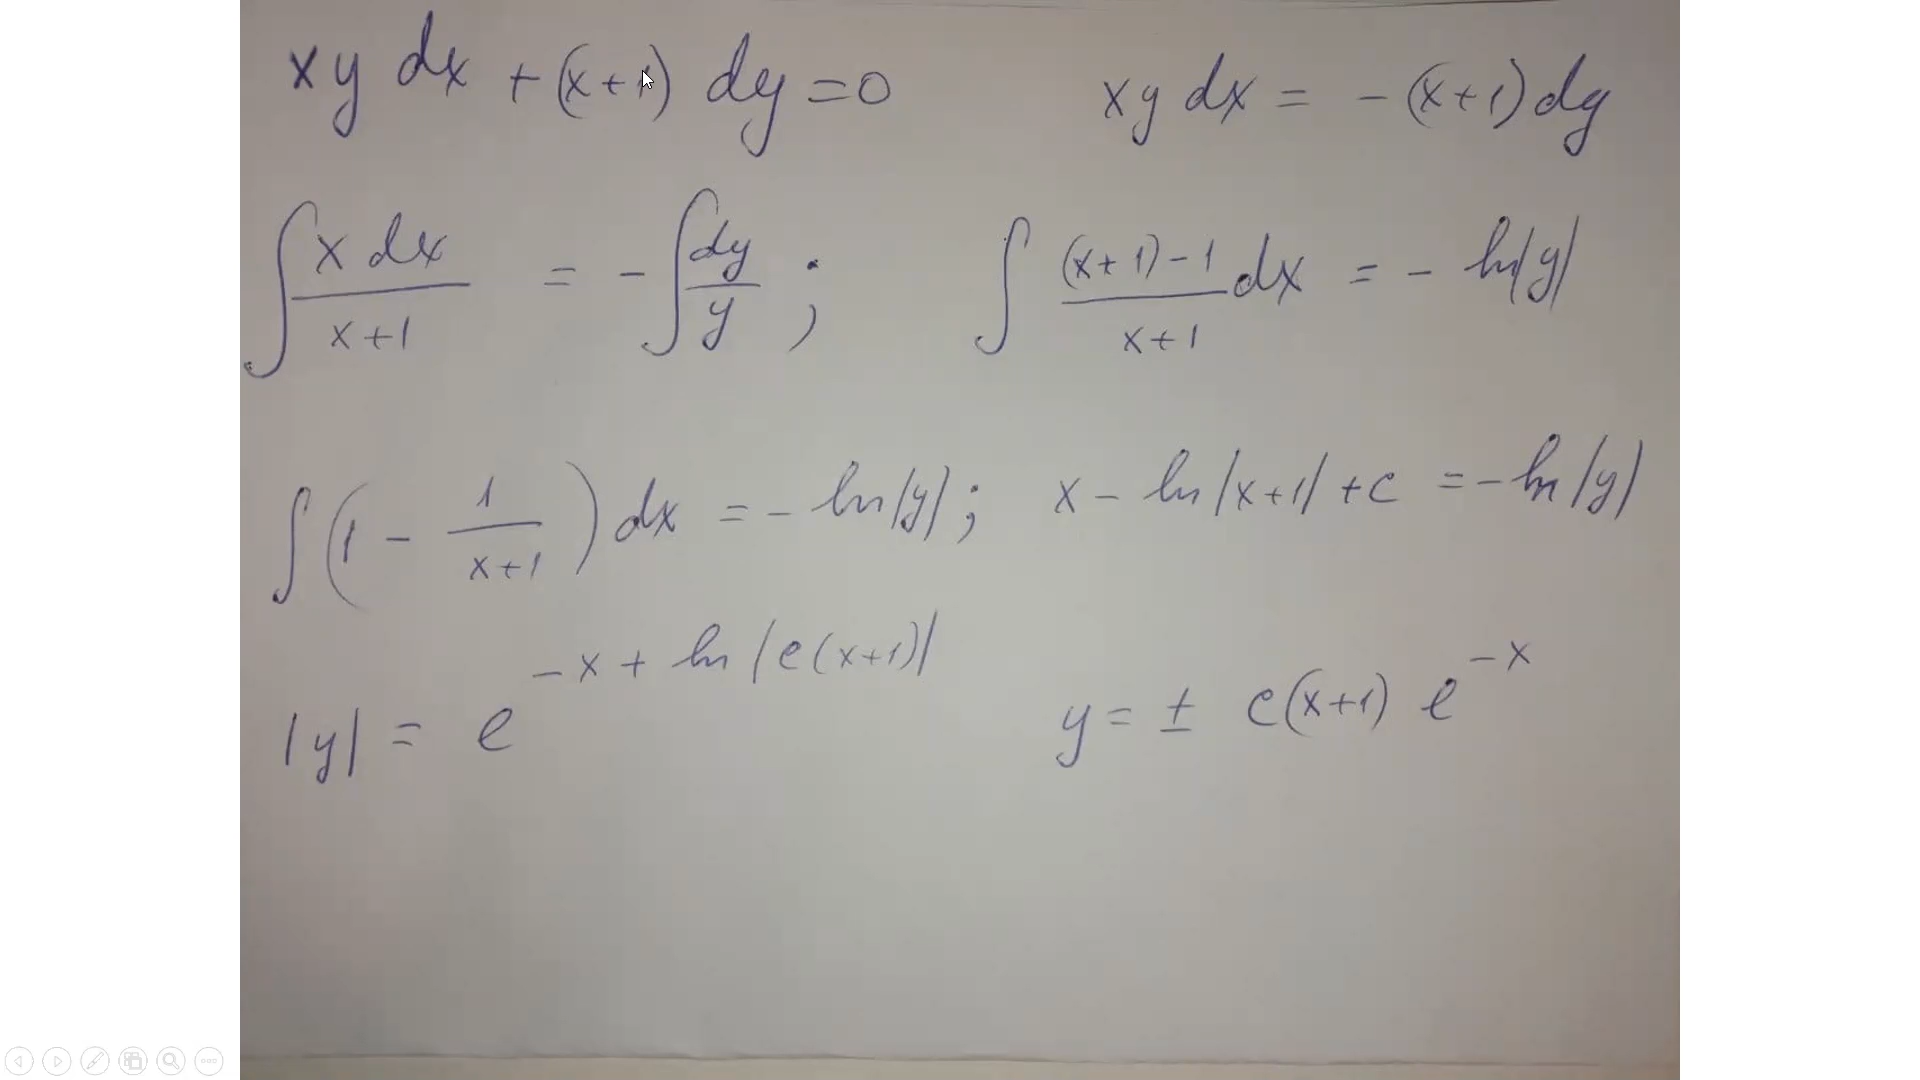 xy dx + (x+1) dy = 0    xy dx = - (x+1) dy
∫ x dx / (x+1) = - ∫ dy / y ;    ∫ ((x+1) - 1) / (x+1) dx = - ln|y|
∫ (1 - 1/(x+1)) dx = - ln|y| ;    x - ln|x+1| + c = - ln|y|
|y| = e^(-x + ln|c(x+1)|)    y = ± c(x+1) e^(-x)